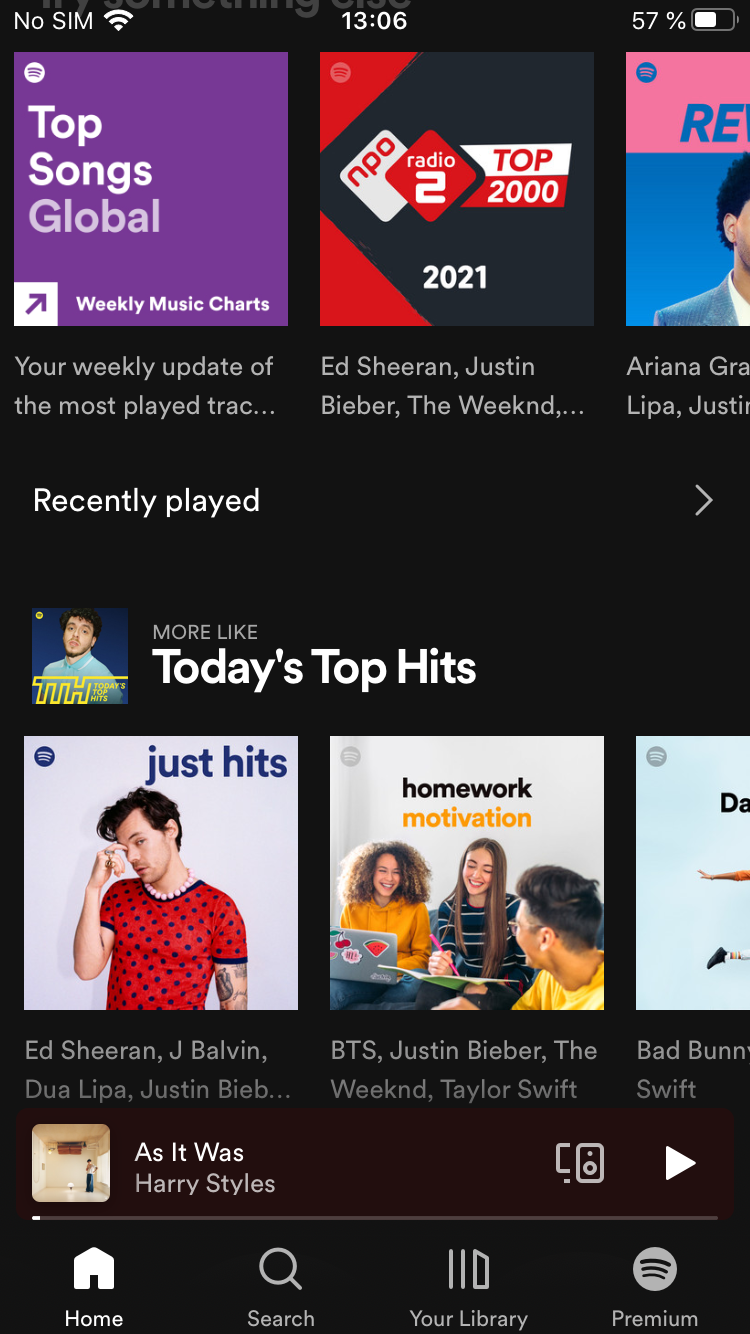 Try something else
No SIM
13:06
57 %
Top
Songs
Global
Weekly Music Charts
npo
radio
2
TOP
2000
2021
Your weekly update of
the most played trac...
Ed Sheeran, Justin
Bieber, The Weeknd,...
Ariana Gra
Lipa, Justin
Recently played
MORE LIKE
Today's Top Hits
TTH
TODAY'S
TOP
HITS
just hits
homework
motivation
Da
Ed Sheeran, J Balvin,
Dua Lipa, Justin Bieb...
BTS, Justin Bieber, The
Weeknd, Taylor Swift
Bad Bunny
Swift
As It Was
Harry Styles
Home
Search
Your Library
Premium